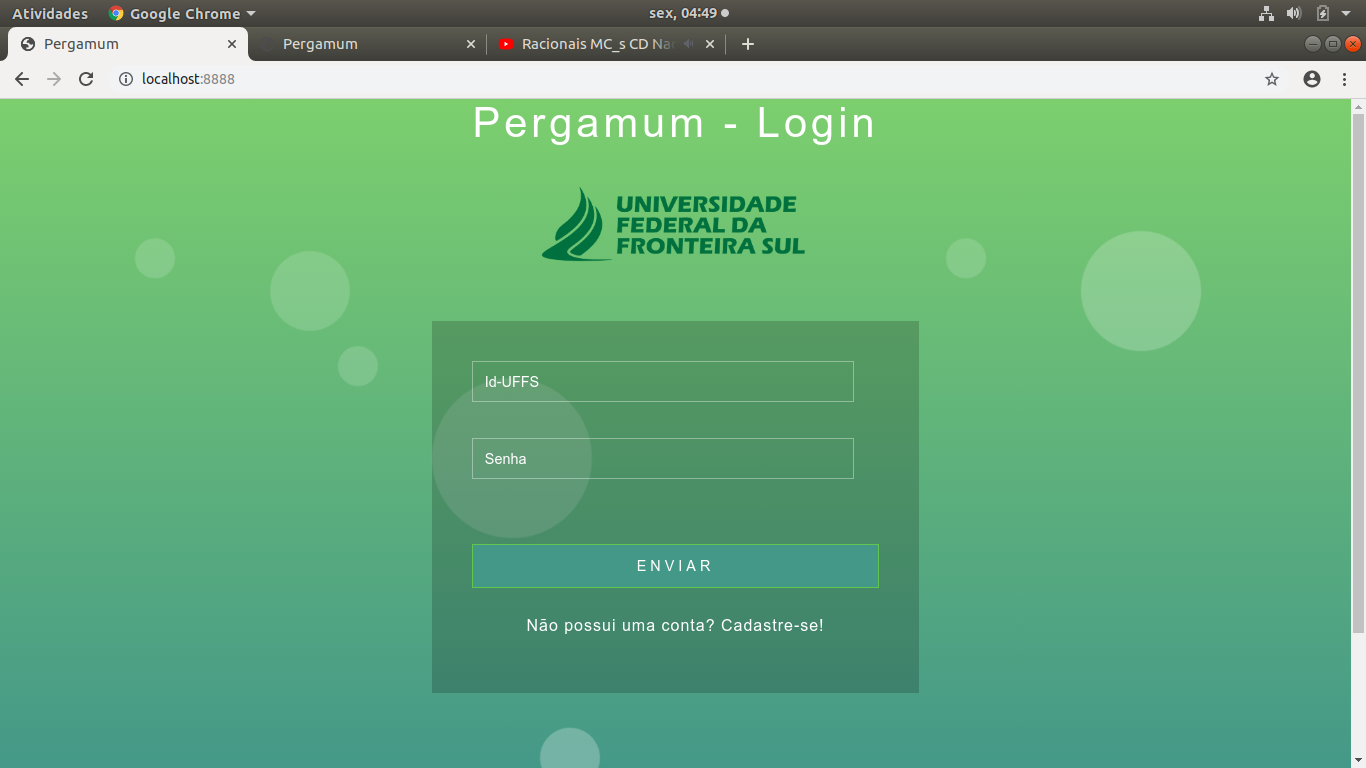 Atividades Google Chrome sex, 04:49
Pergamum Pergamum Racionais MC_s CD Na
localhost:8888
Pergamum - Login
UNIVERSIDADE
FEDERAL DA
FRONTEIRA SUL
Id-UFFS
Senha
ENVIAR
Não possui uma conta? Cadastre-se!